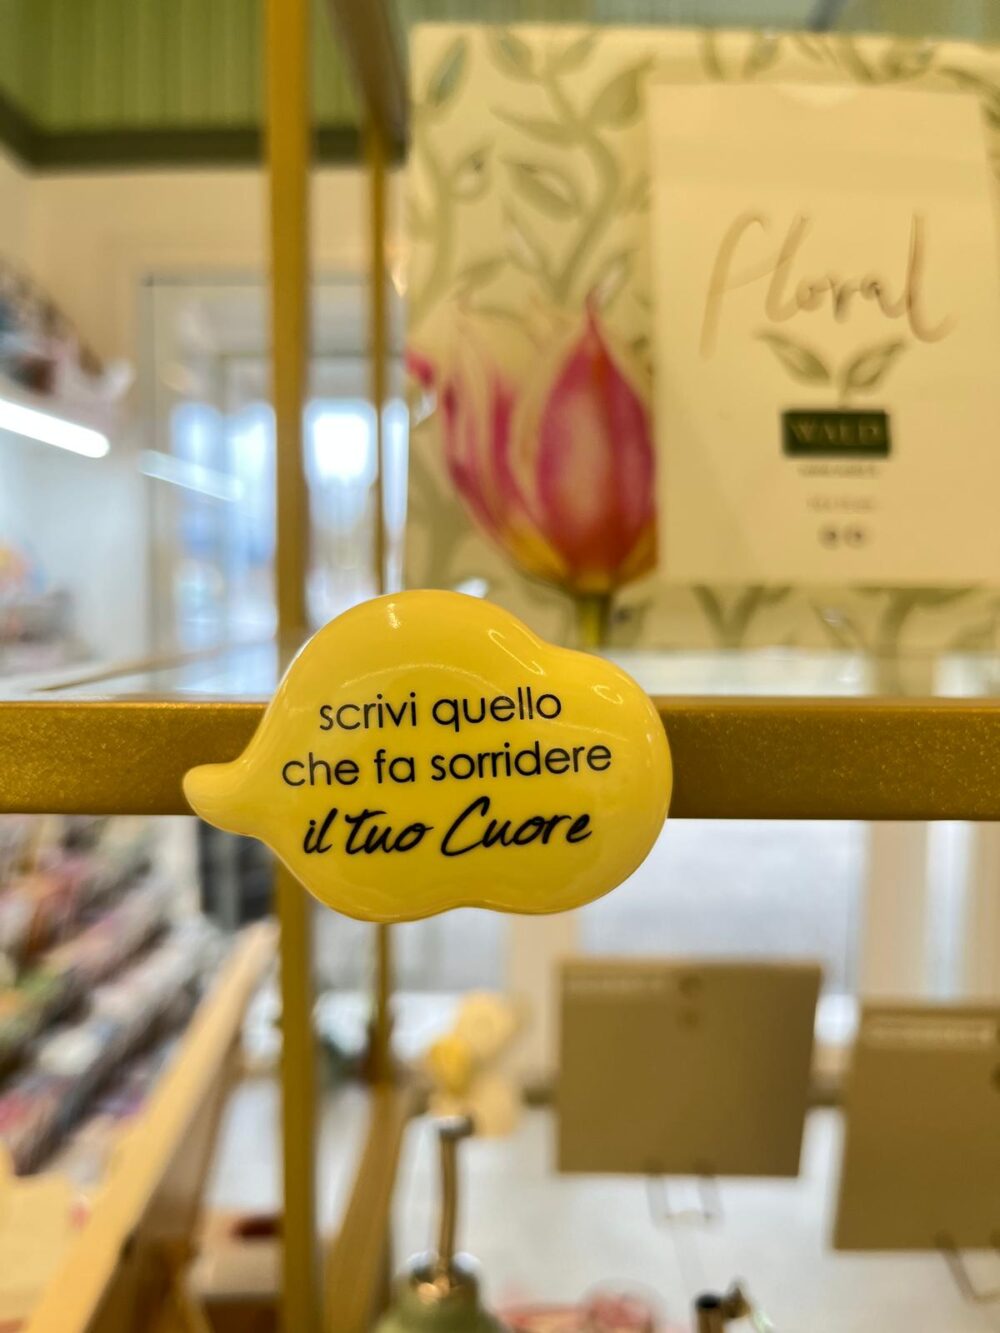 Floral
WALD
scrivi quello
che fa sorridere
il tuo Cuore